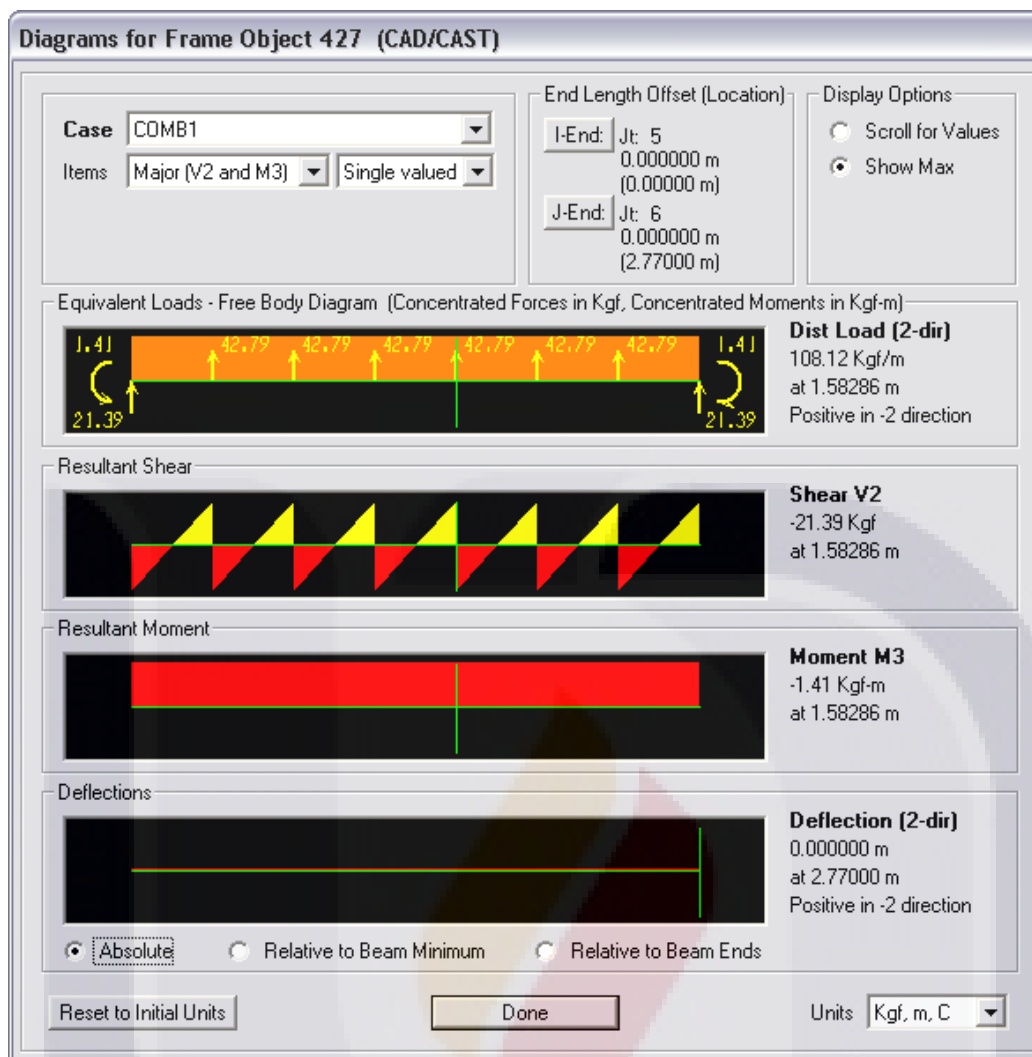 Diagrams for Frame Object 427 (CAD/CAST)
Case COMB1
Items Major (V2 and M3) Single valued
End Length Offset (Location)
I-End: Jt: 5
0.000000 m
(0.00000 m)
J-End: Jt: 6
0.000000 m
(2.77000 m)
Display Options
Scroll for Values
Show Max
Equivalent Loads - Free Body Diagram (Concentrated Forces in Kgf, Concentrated Moments in Kgf-m)
1.41 42.79 42.79 42.79 42.79 42.79 42.79 1.41
21.39 21.39
Dist Load (2-dir)
108.12 Kgf/m
at 1.58286 m
Positive in -2 direction
Resultant Shear
Shear V2
-21.39 Kgf
at 1.58286 m
Resultant Moment
Moment M3
-1.41 Kgf-m
at 1.58286 m
Deflections
Deflection (2-dir)
0.000000 m
at 2.77000 m
Positive in -2 direction
Absolute Relative to Beam Minimum Relative to Beam Ends
Reset to Initial Units Done Units Kgf, m, C